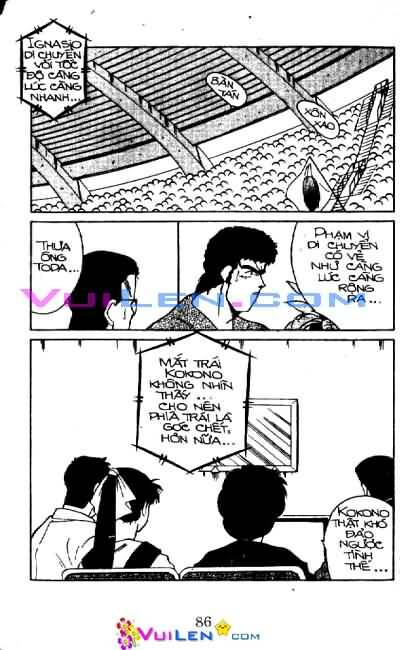 IGNASIO
DI CHUYỂN
VỚI TỐC
ĐỘ CÀNG
LÚC CÀNG
NHANH...
BÀN
TÁN
XÔN
XAO
PHẠM VI
DI CHUYỂN
CÓ VẺ
NHƯ CÀNG
LÚC CÀNG
RỘNG
RA...
THƯA
ÔNG
TODA...
VUILEN.COM
MẮT TRÁI
KOKONO
KHÔNG NHÌN
THẤY...
CHO NÊN
PHÍA TRÁI LÀ
GÓC CHẾT,
HƠN NỮA...
KOKONO
THẬT KHÓ
ĐẢO
NGƯỢC
TÌNH
THẾ...
86
VUILEN.COM